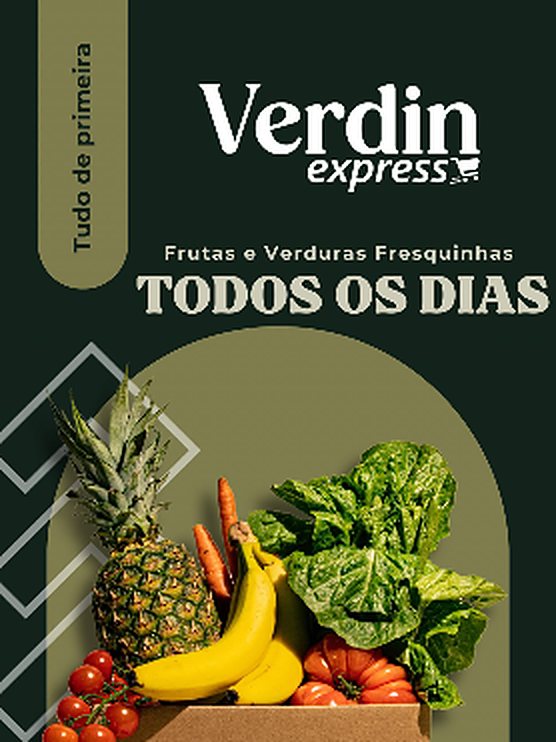 Tudo de primeira
Verdin
express
Frutas e Verduras Fresquinhas
TODOS OS DIAS